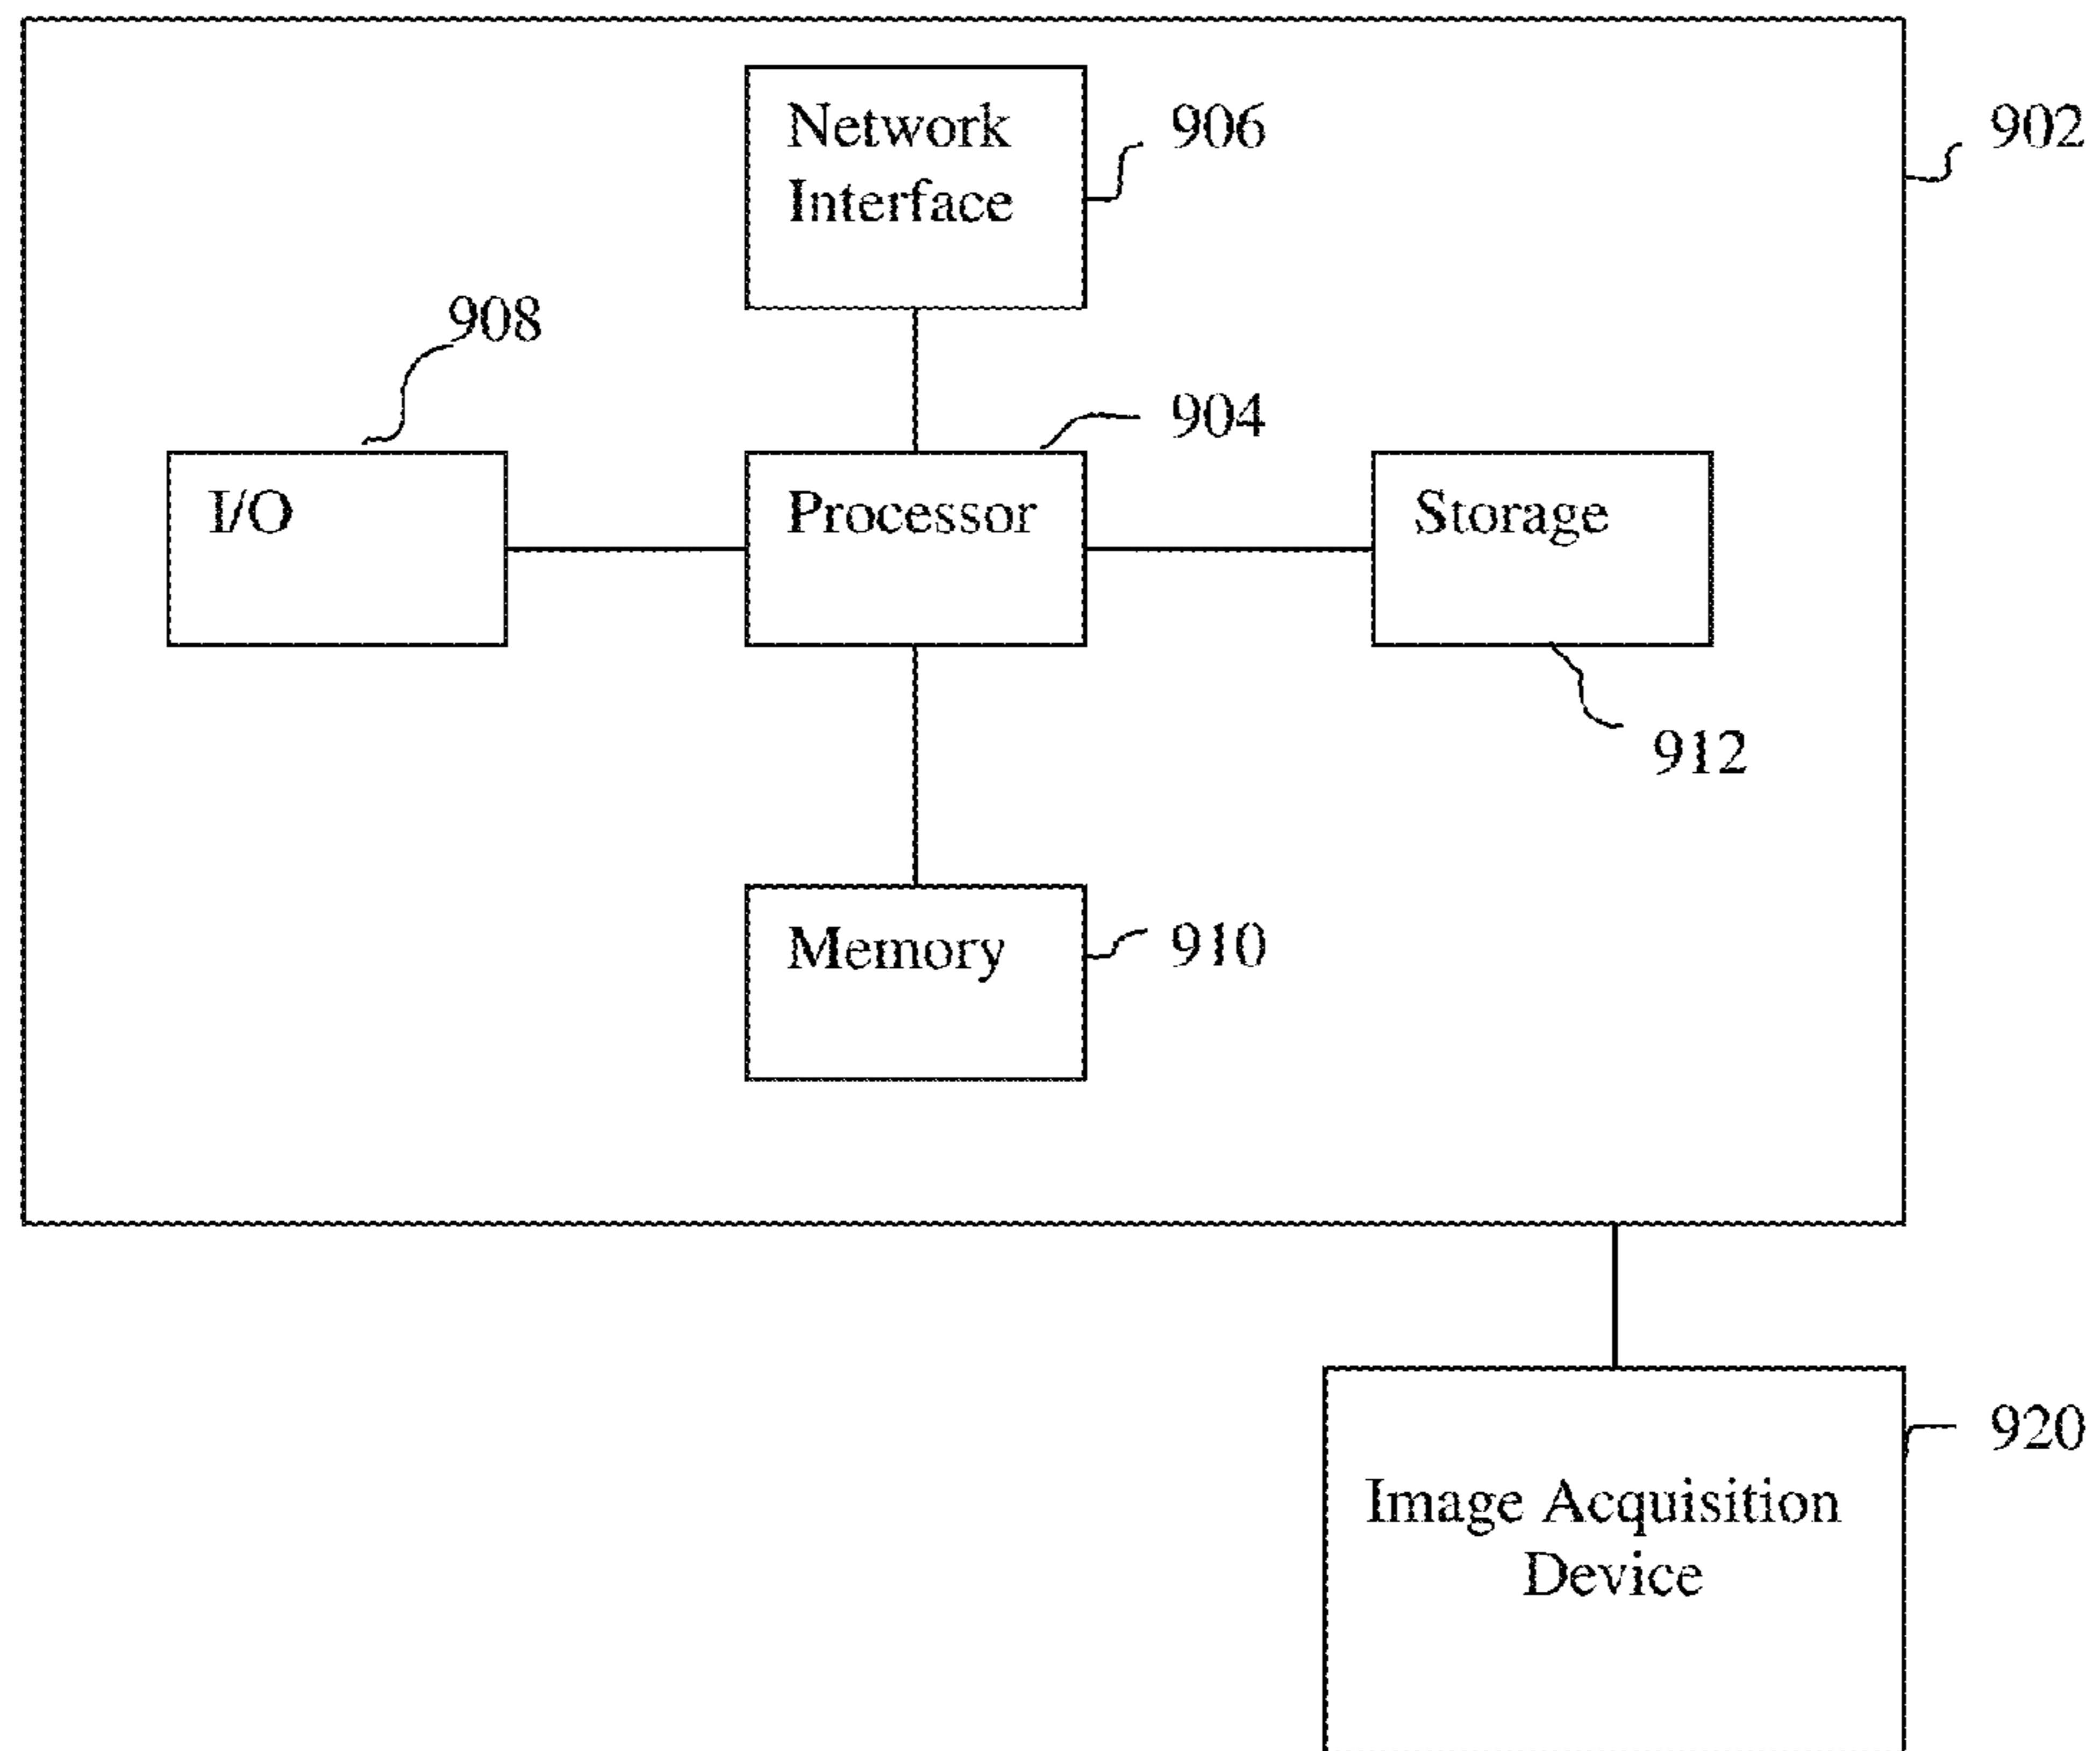 Network
Interface
906
902
908
904
I/O
Processor
Storage
912
Memory
910
920
Image Acquisition
Device